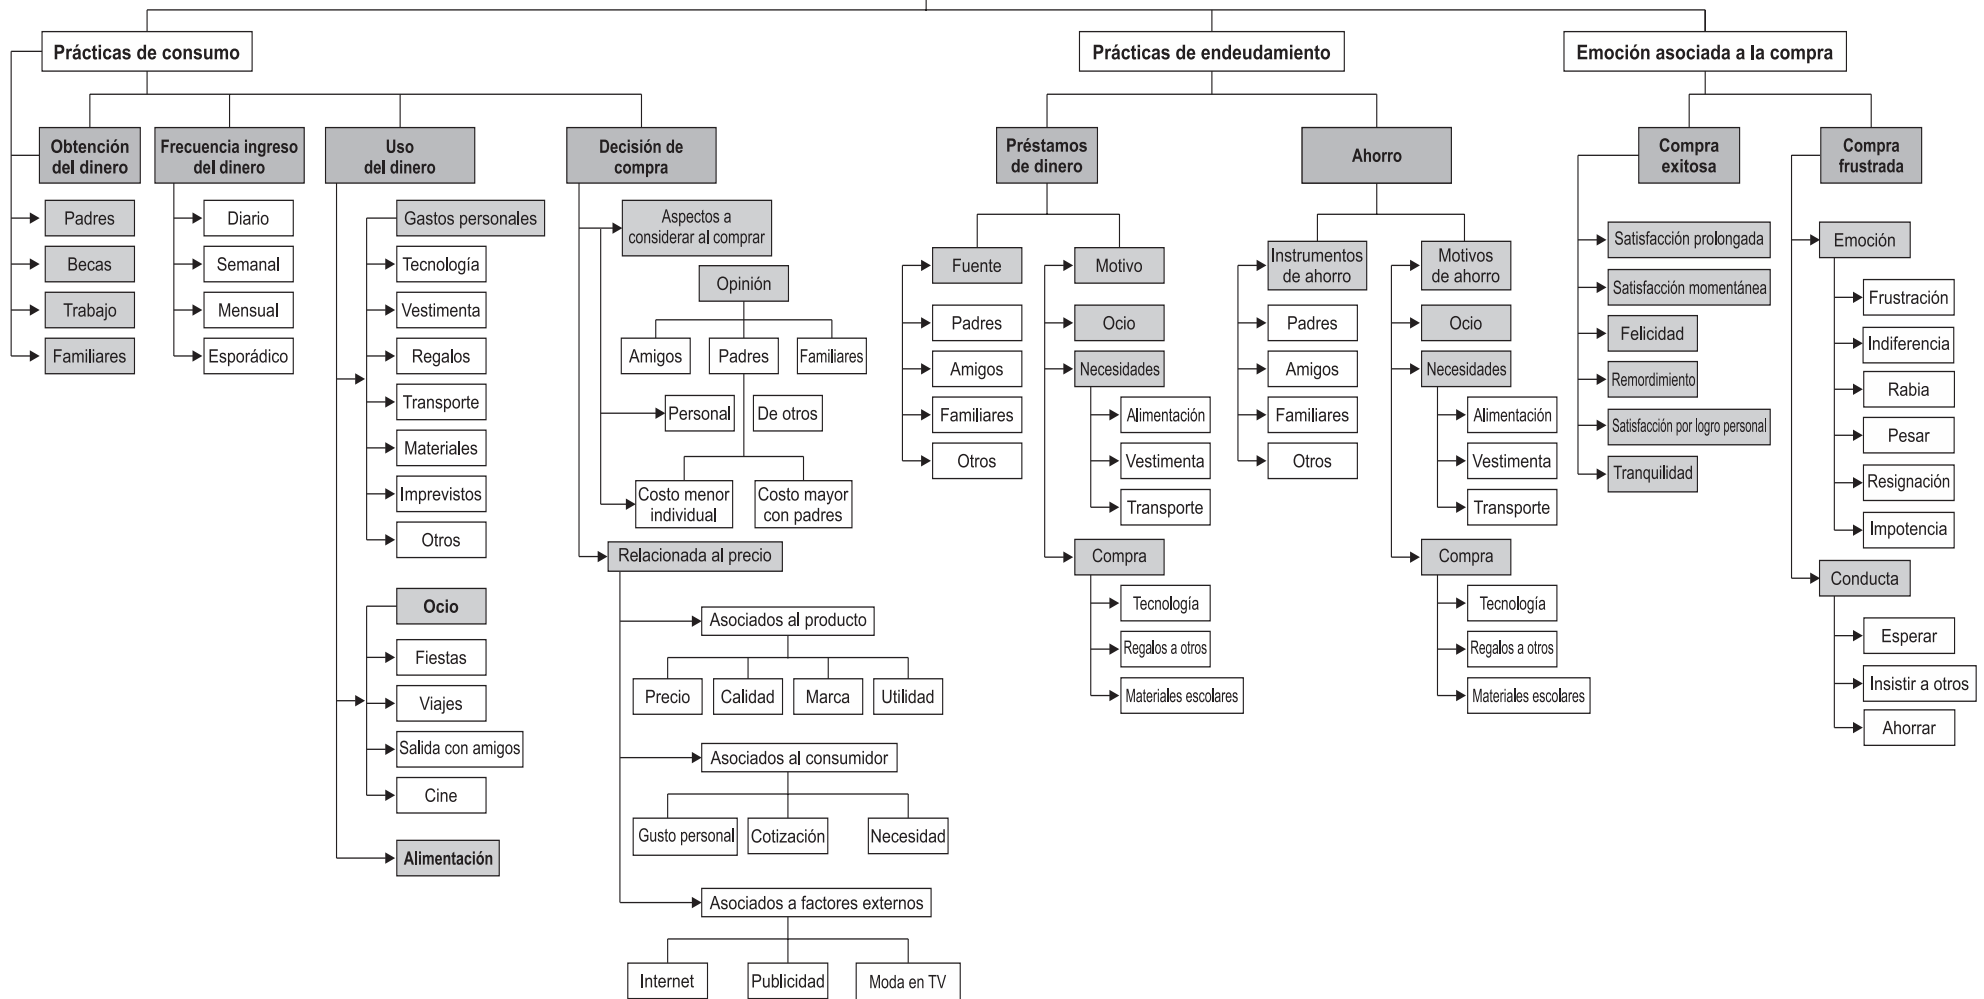 Prácticas de consumo
Prácticas de endeudamiento
Emoción asociada a la compra
Obtención
del dinero
Frecuencia ingreso
del dinero
Uso
del dinero
Decisión de
compra
Préstamos
de dinero
Ahorro
Compra
exitosa
Compra
frustrada
Padres
Becas
Trabajo
Familiares
Diario
Semanal
Mensual
Esporádico
Gastos personales
Tecnología
Vestimenta
Regalos
Transporte
Materiales
Imprevistos
Otros
Ocio
Fiestas
Viajes
Salida con amigos
Cine
Alimentación
Aspectos a
considerar al comprar
Opinión
Amigos
Padres
Familiares
Personal
De otros
Costo menor
individual
Costo mayor
con padres
Relacionada al precio
Asociados al producto
Precio
Calidad
Marca
Utilidad
Asociados al consumidor
Gusto personal
Cotización
Necesidad
Asociados a factores externos
Internet
Publicidad
Moda en TV
Fuente
Padres
Amigos
Familiares
Otros
Motivo
Ocio
Necesidades
Alimentación
Vestimenta
Transporte
Compra
Tecnología
Regalos a otros
Materiales escolares
Instrumentos
de ahorro
Padres
Amigos
Familiares
Otros
Motivos
de ahorro
Ocio
Necesidades
Alimentación
Vestimenta
Transporte
Compra
Tecnología
Regalos a otros
Materiales escolares
Satisfacción prolongada
Satisfacción momentánea
Felicidad
Remordimiento
Satisfacción por logro personal
Tranquilidad
Emoción
Frustración
Indiferencia
Rabia
Pesar
Resignación
Impotencia
Conducta
Esperar
Insistir a otros
Ahorrar